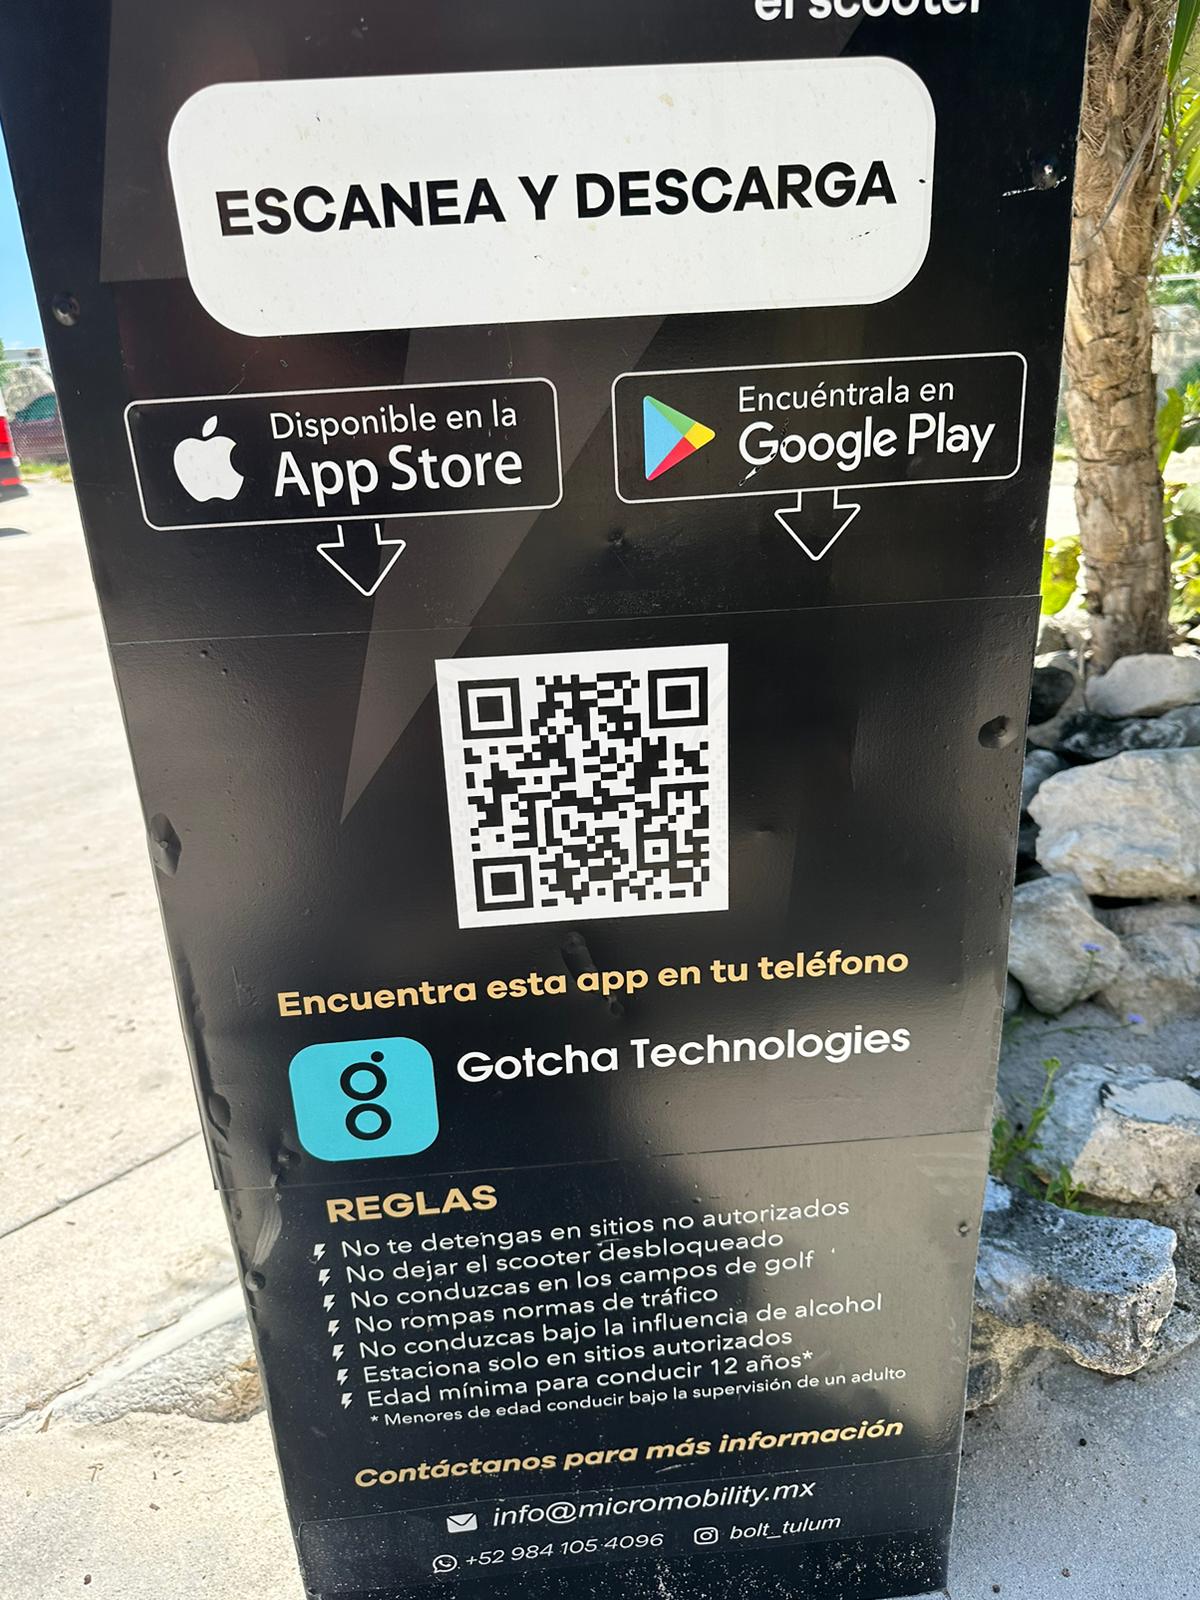 el scooter
ESCANEA Y DESCARGA
Disponible en la
App Store
Encuéntrala en
Google Play
Encuentra esta app en tu teléfono
Gotcha Technologies
REGLAS
No te detengas en sitios no autorizados
No dejar el scooter desbloqueado
No conduzcas en los campos de golf
No rompas normas de tráfico
No conduzcas bajo la influencia de alcohol
Estaciona solo en sitios autorizados
Edad mínima para conducir 12 años*
* Menores de edad conducir bajo la supervisión de un adulto
Contáctanos para más información
info@micromobility.mx
+52 984 105 4096 bolt_tulum